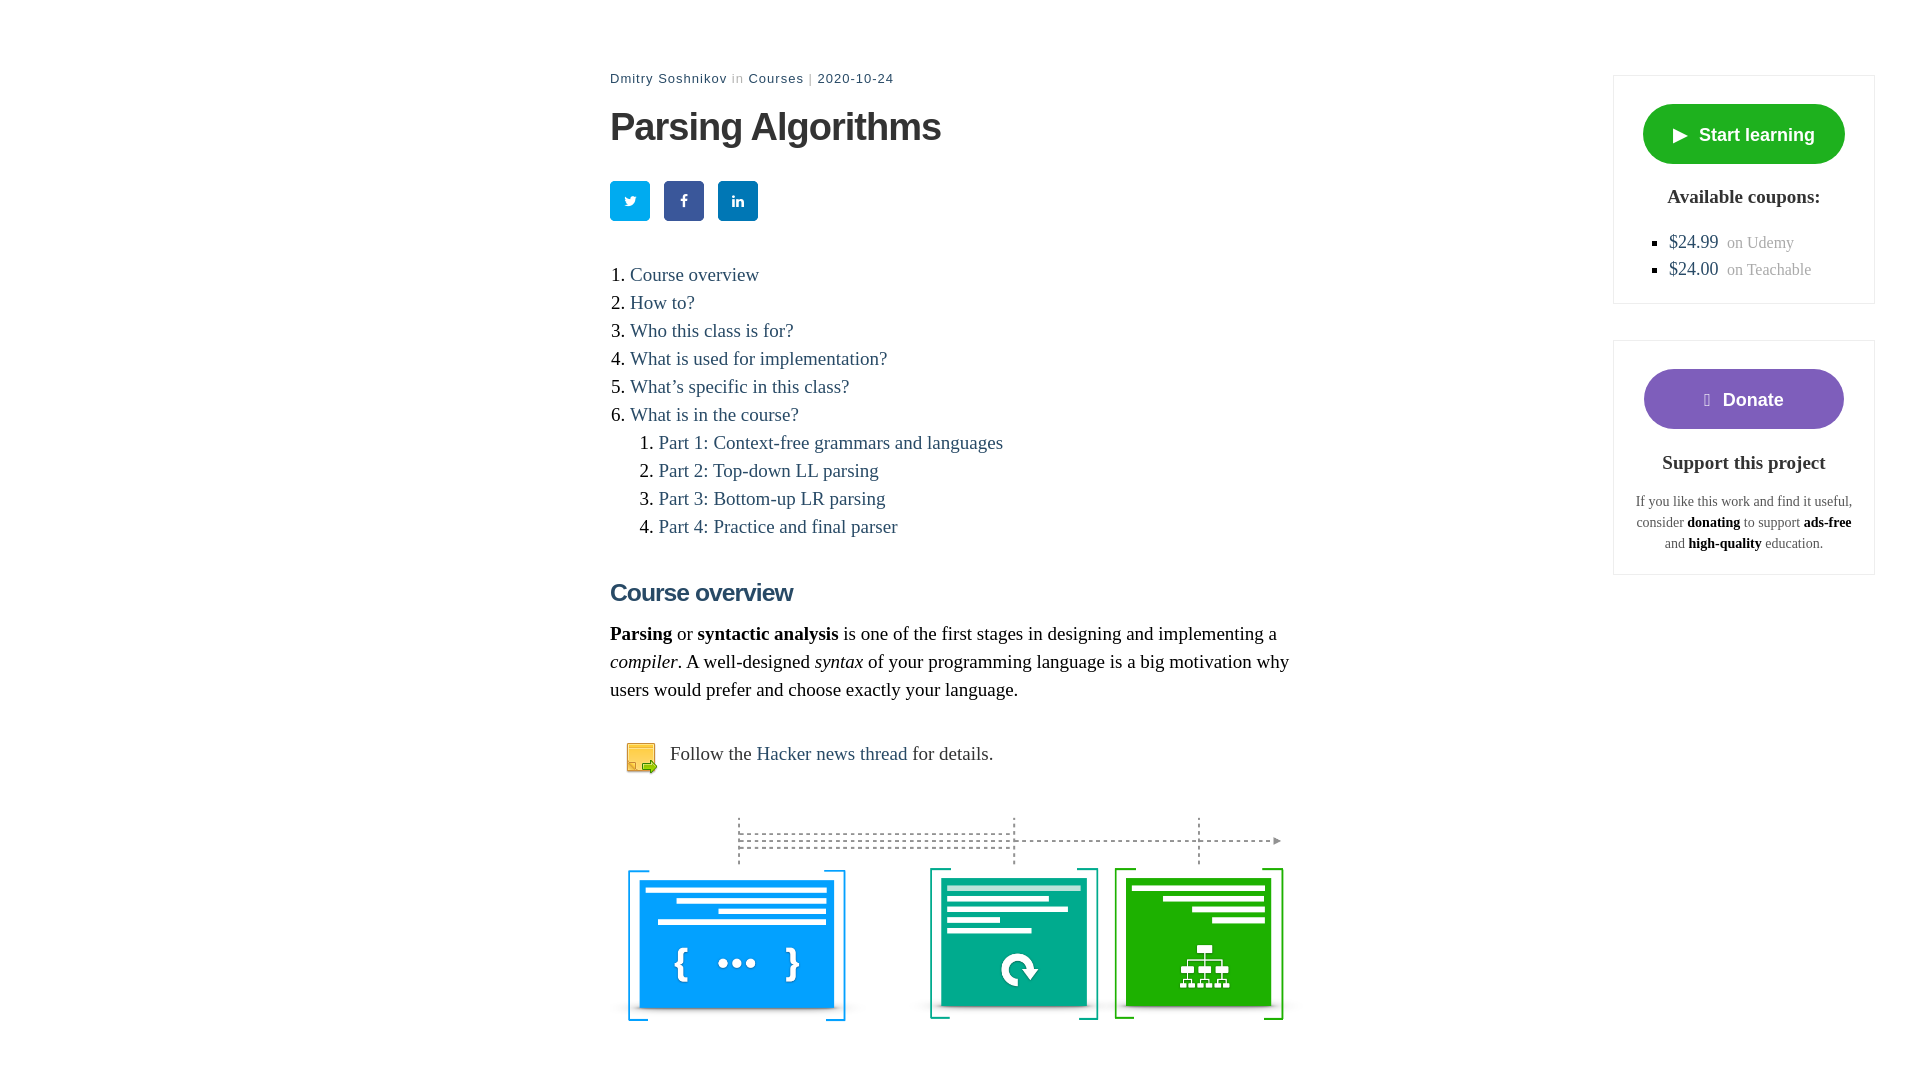 Dmitry Soshnikov in Courses | 2020-10-24
Parsing Algorithms
1. Course overview
2. How to?
3. Who this class is for?
4. What is used for implementation?
5. What’s specific in this class?
6. What is in the course?
1. Part 1: Context-free grammars and languages
2. Part 2: Top-down LL parsing
3. Part 3: Bottom-up LR parsing
4. Part 4: Practice and final parser
Course overview
Parsing or syntactic analysis is one of the first stages in designing and implementing a
compiler. A well-designed syntax of your programming language is a big motivation why
users would prefer and choose exactly your language.
Follow the Hacker news thread for details.
{ ••• }
▶ Start learning
Available coupons:
$24.99 on Udemy
$24.00 on Teachable
Donate
Support this project
If you like this work and find it useful,
consider donating to support ads-free
and high-quality education.